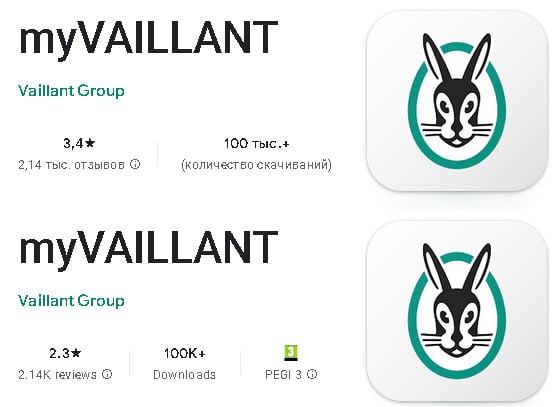 myVAILLANT
Vaillant Group
3,4★ 100 тыс.+
2,14 тыс. отзывов ⓘ (количество скачиваний)
myVAILLANT
Vaillant Group
2.3★ 100K+ 3
2.14K reviews ⓘ Downloads PEGI 3 ⓘ